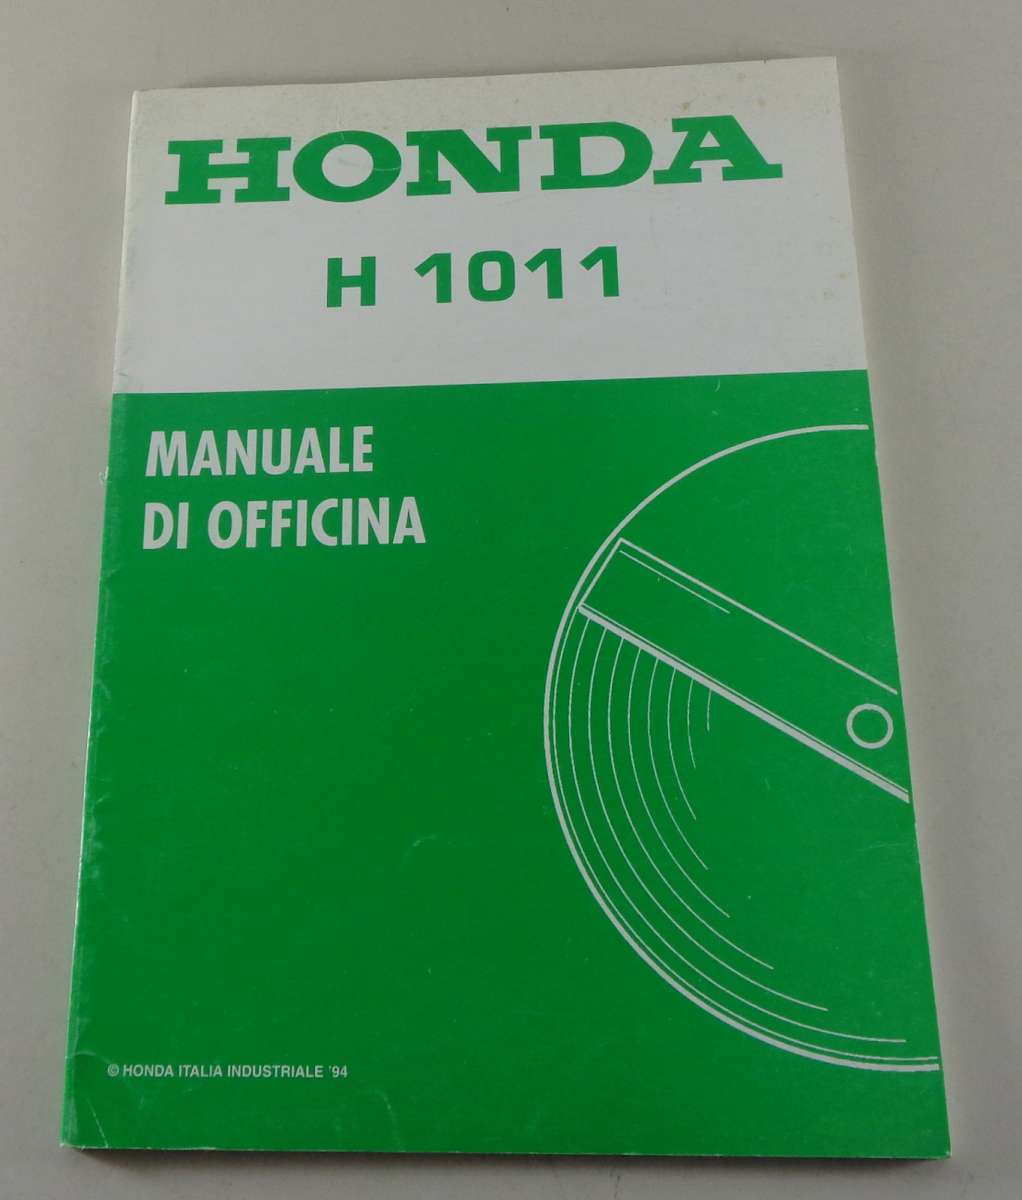 HONDA
H 1011
MANUALE
DI OFFICINA
© HONDA ITALIA INDUSTRIALE '94